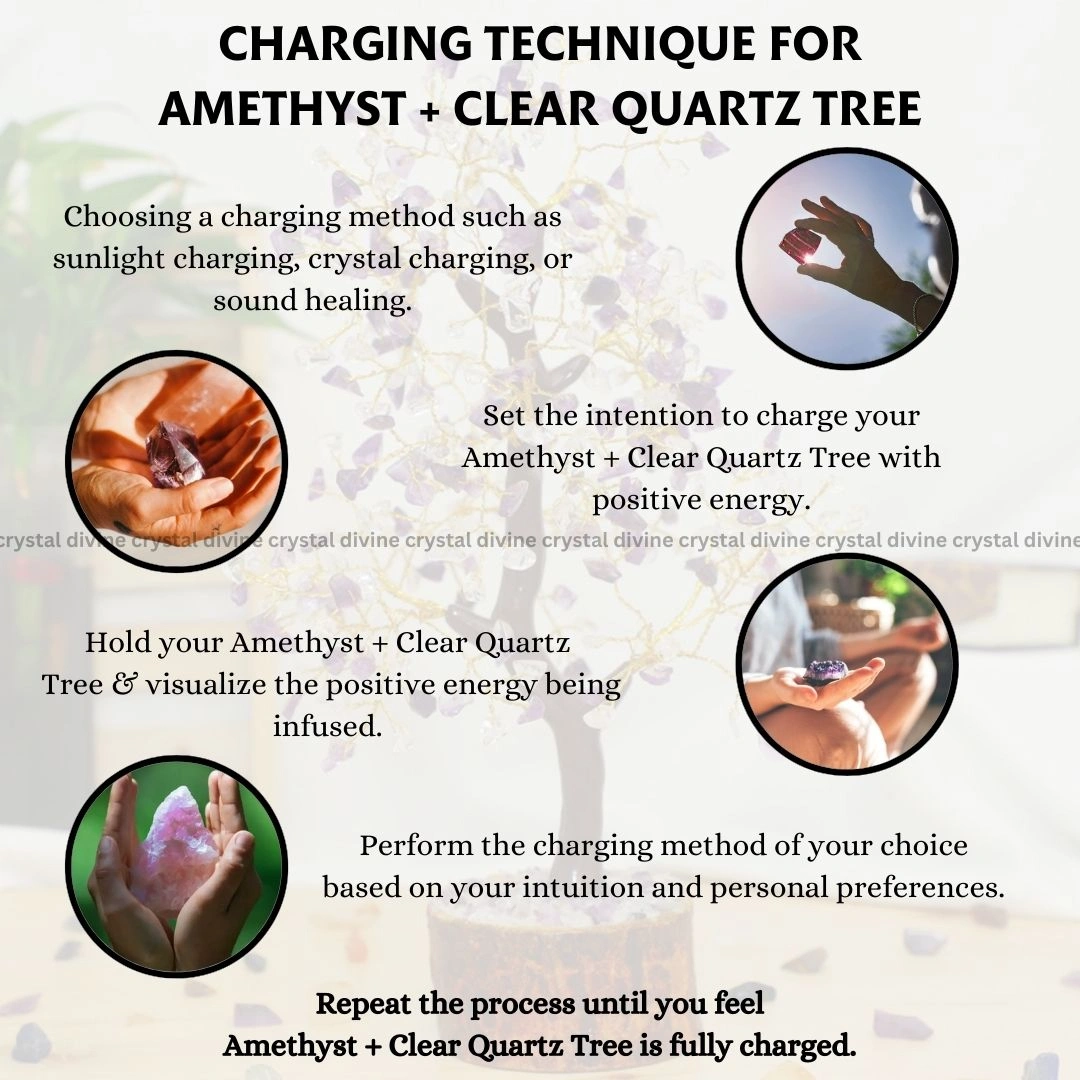 CHARGING TECHNIQUE FOR
AMETHYST + CLEAR QUARTZ TREE
Choosing a charging method such as
sunlight charging, crystal charging, or
sound healing.
Set the intention to charge your
Amethyst + Clear Quartz Tree with
positive energy.
crystal divine crystal divine crystal divine crystal divine crystal divine crystal divine crystal divine crystal divine
Hold your Amethyst + Clear Quartz
Tree & visualize the positive energy being
infused.
Perform the charging method of your choice
based on your intuition and personal preferences.
Repeat the process until you feel
Amethyst + Clear Quartz Tree is fully charged.